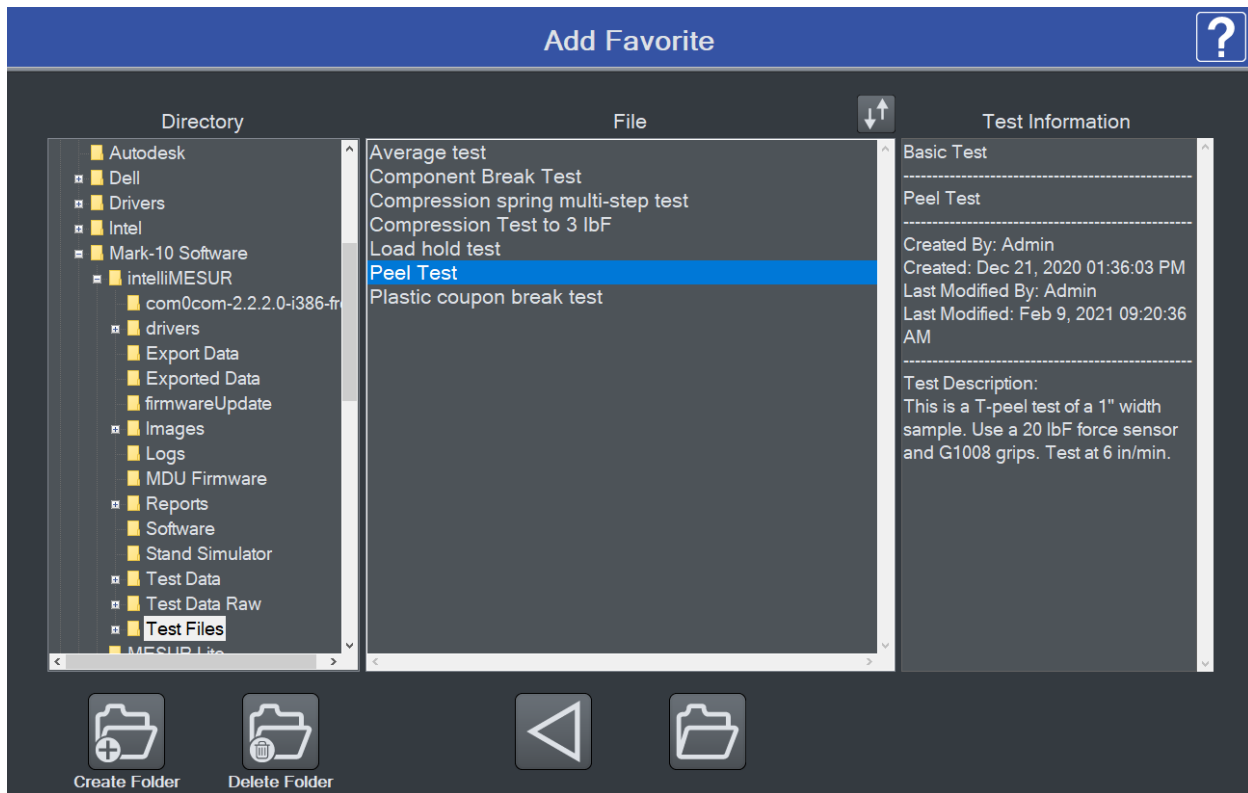 Add Favorite
?
Directory
File
Test Information
Autodesk
Dell
Drivers
Intel
Mark-10 Software
intelliMESUR
com0com-2.2.2.0-i386-fr
drivers
Export Data
Exported Data
firmwareUpdate
Images
Logs
MDU Firmware
Reports
Software
Stand Simulator
Test Data
Test Data Raw
Test Files
MESUR Lite
Average test
Component Break Test
Compression spring multi-step test
Compression Test to 3 lbF
Load hold test
Peel Test
Plastic coupon break test
Basic Test
------------------------------------------------------
Peel Test
------------------------------------------------------
Created By: Admin
Created: Dec 21, 2020 01:36:03 PM
Last Modified By: Admin
Last Modified: Feb 9, 2021 09:20:36
AM
------------------------------------------------------
Test Description:
This is a T-peel test of a 1" width
sample. Use a 20 lbF force sensor
and G1008 grips. Test at 6 in/min.
Create Folder
Delete Folder